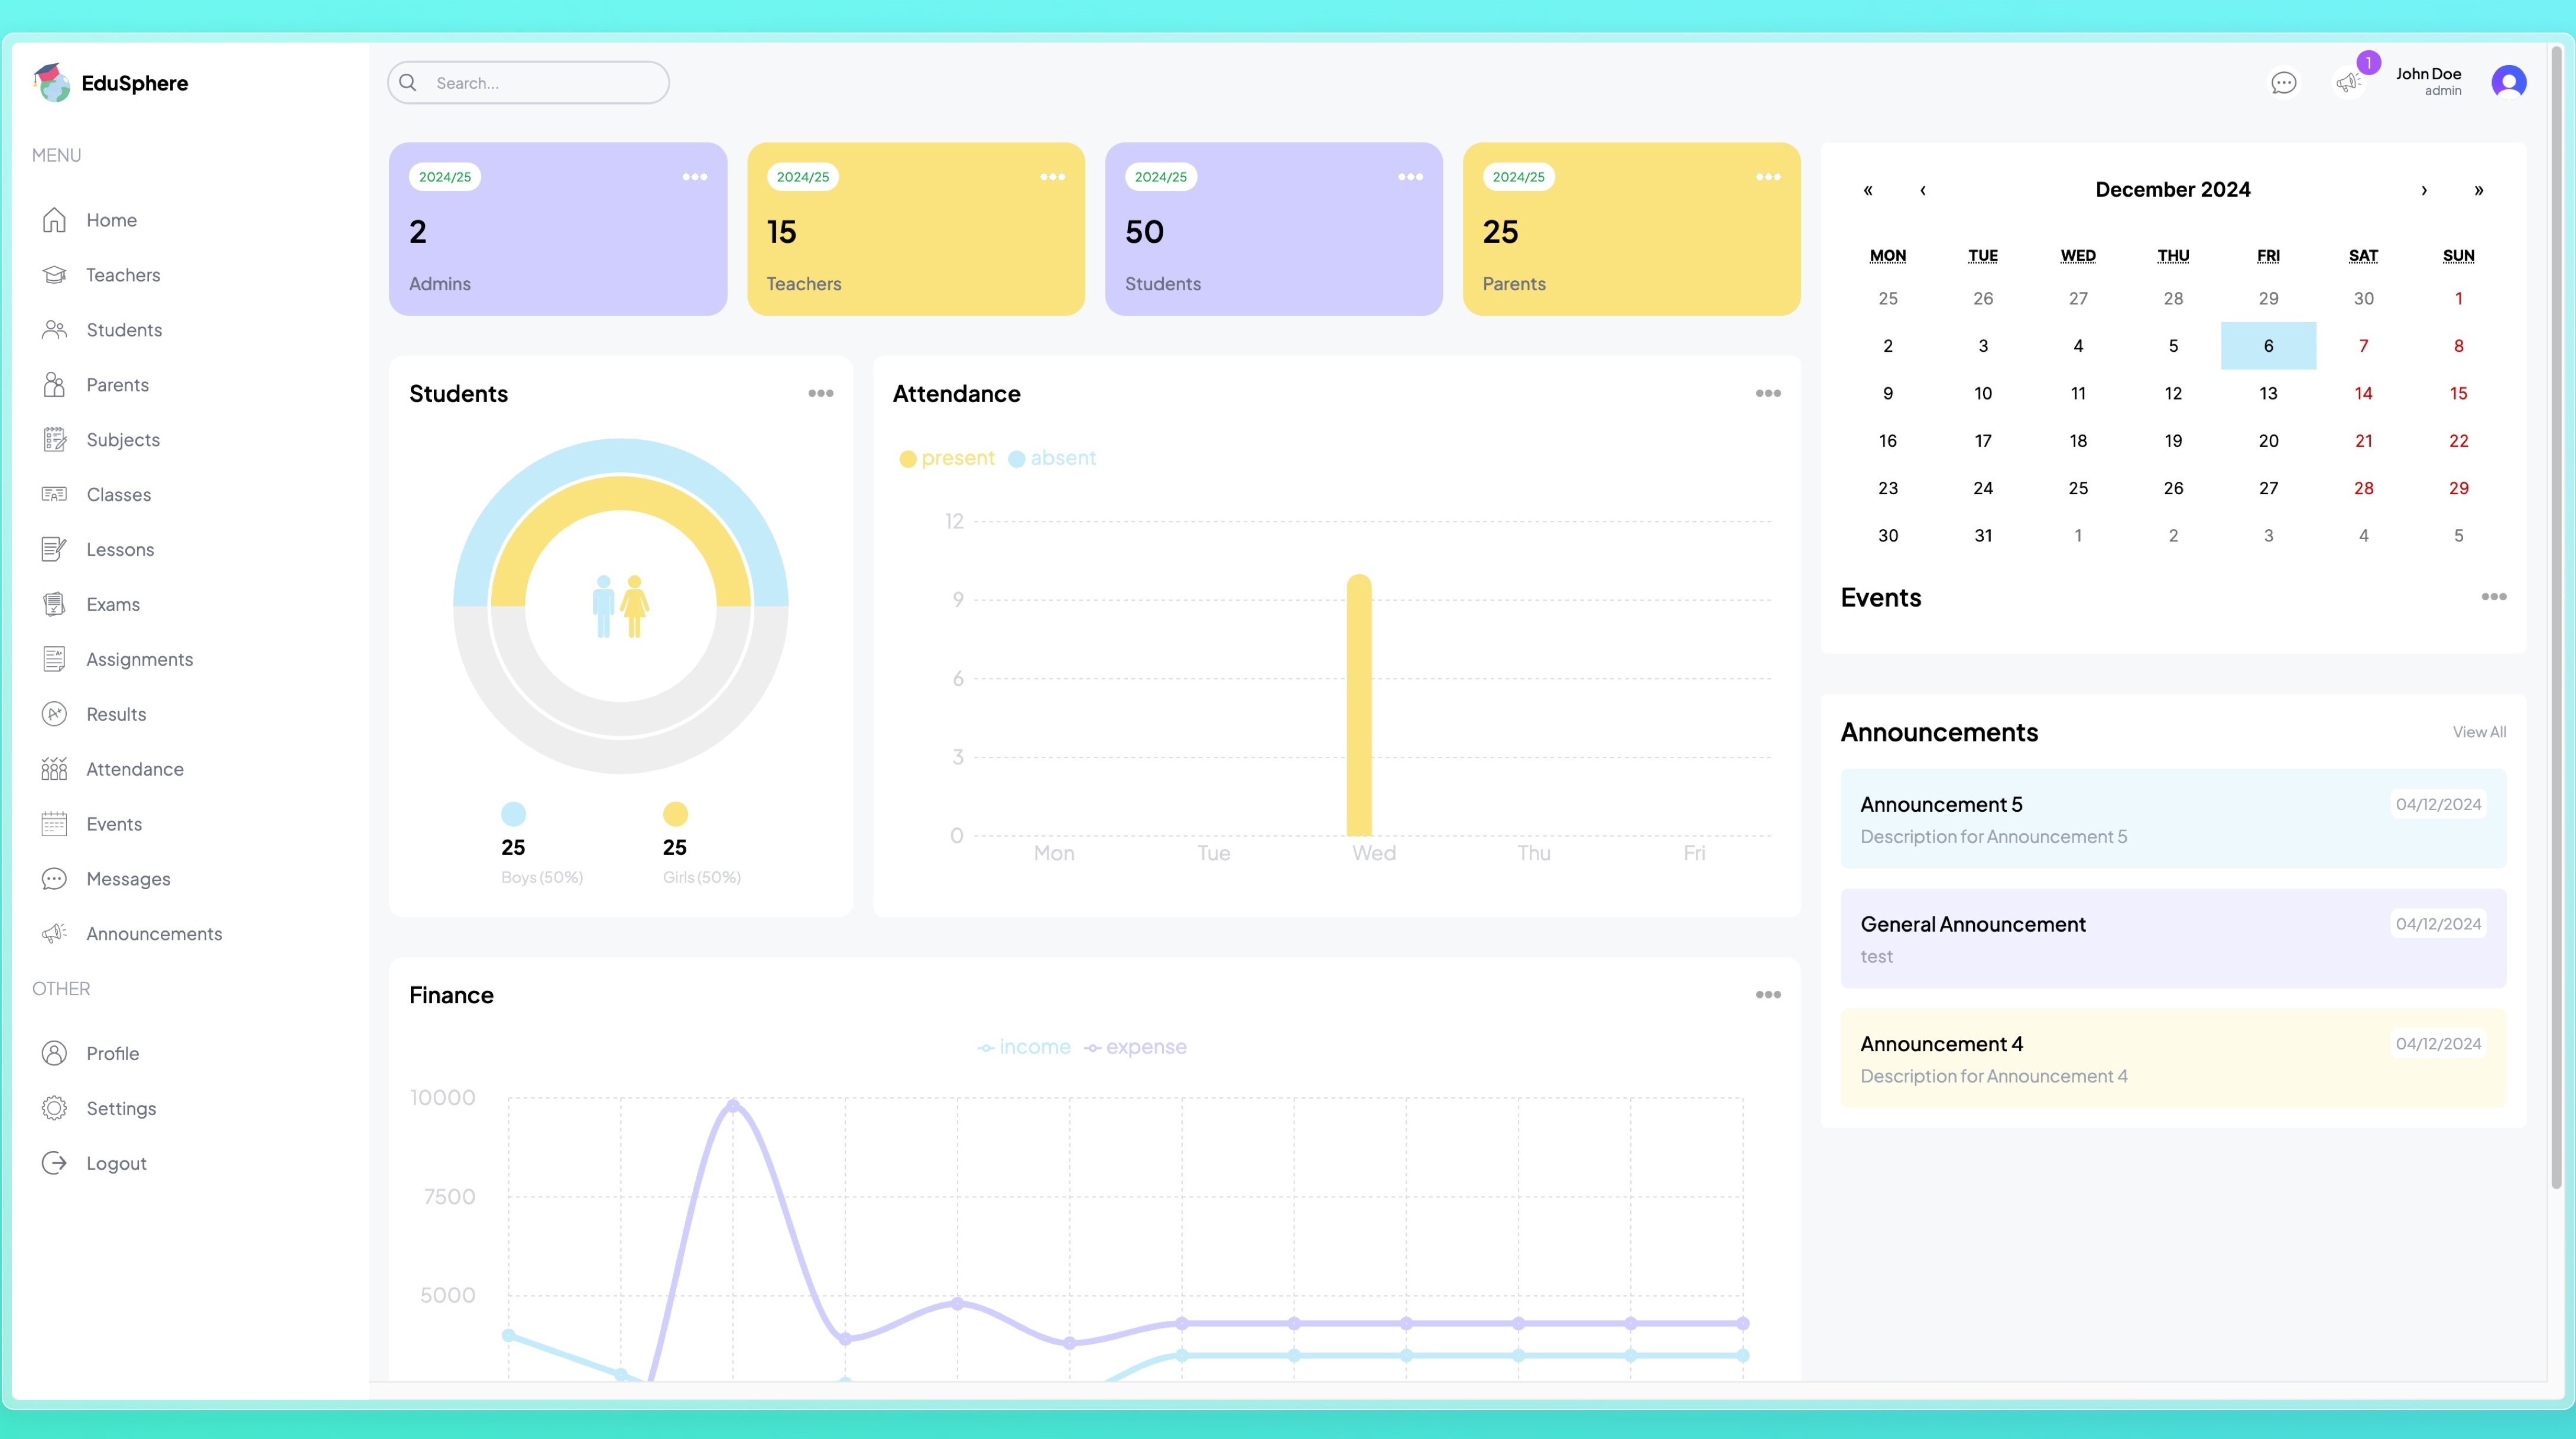 EduSphere
MENU
Home
Teachers
Students
Parents
Subjects
Classes
Lessons
Exams
Assignments
Results
Attendance
Events
Messages
Announcements
OTHER
Profile
Settings
Logout
Search...
1
John Doe
admin
2024/25
2
Admins
2024/25
15
Teachers
2024/25
50
Students
2024/25
25
Parents
Students
25
Boys (50%)
25
Girls (50%)
Attendance
present absent
12
9
6
3
0
Mon Tue Wed Thu Fri
Finance
income expense
10000
7500
5000
« ‹ December 2024 › »
MON TUE WED THU FRI SAT SUN
25 26 27 28 29 30 1
2 3 4 5 6 7 8
9 10 11 12 13 14 15
16 17 18 19 20 21 22
23 24 25 26 27 28 29
30 31 1 2 3 4 5
Events
Announcements View All
Announcement 5 04/12/2024
Description for Announcement 5
General Announcement 04/12/2024
test
Announcement 4 04/12/2024
Description for Announcement 4